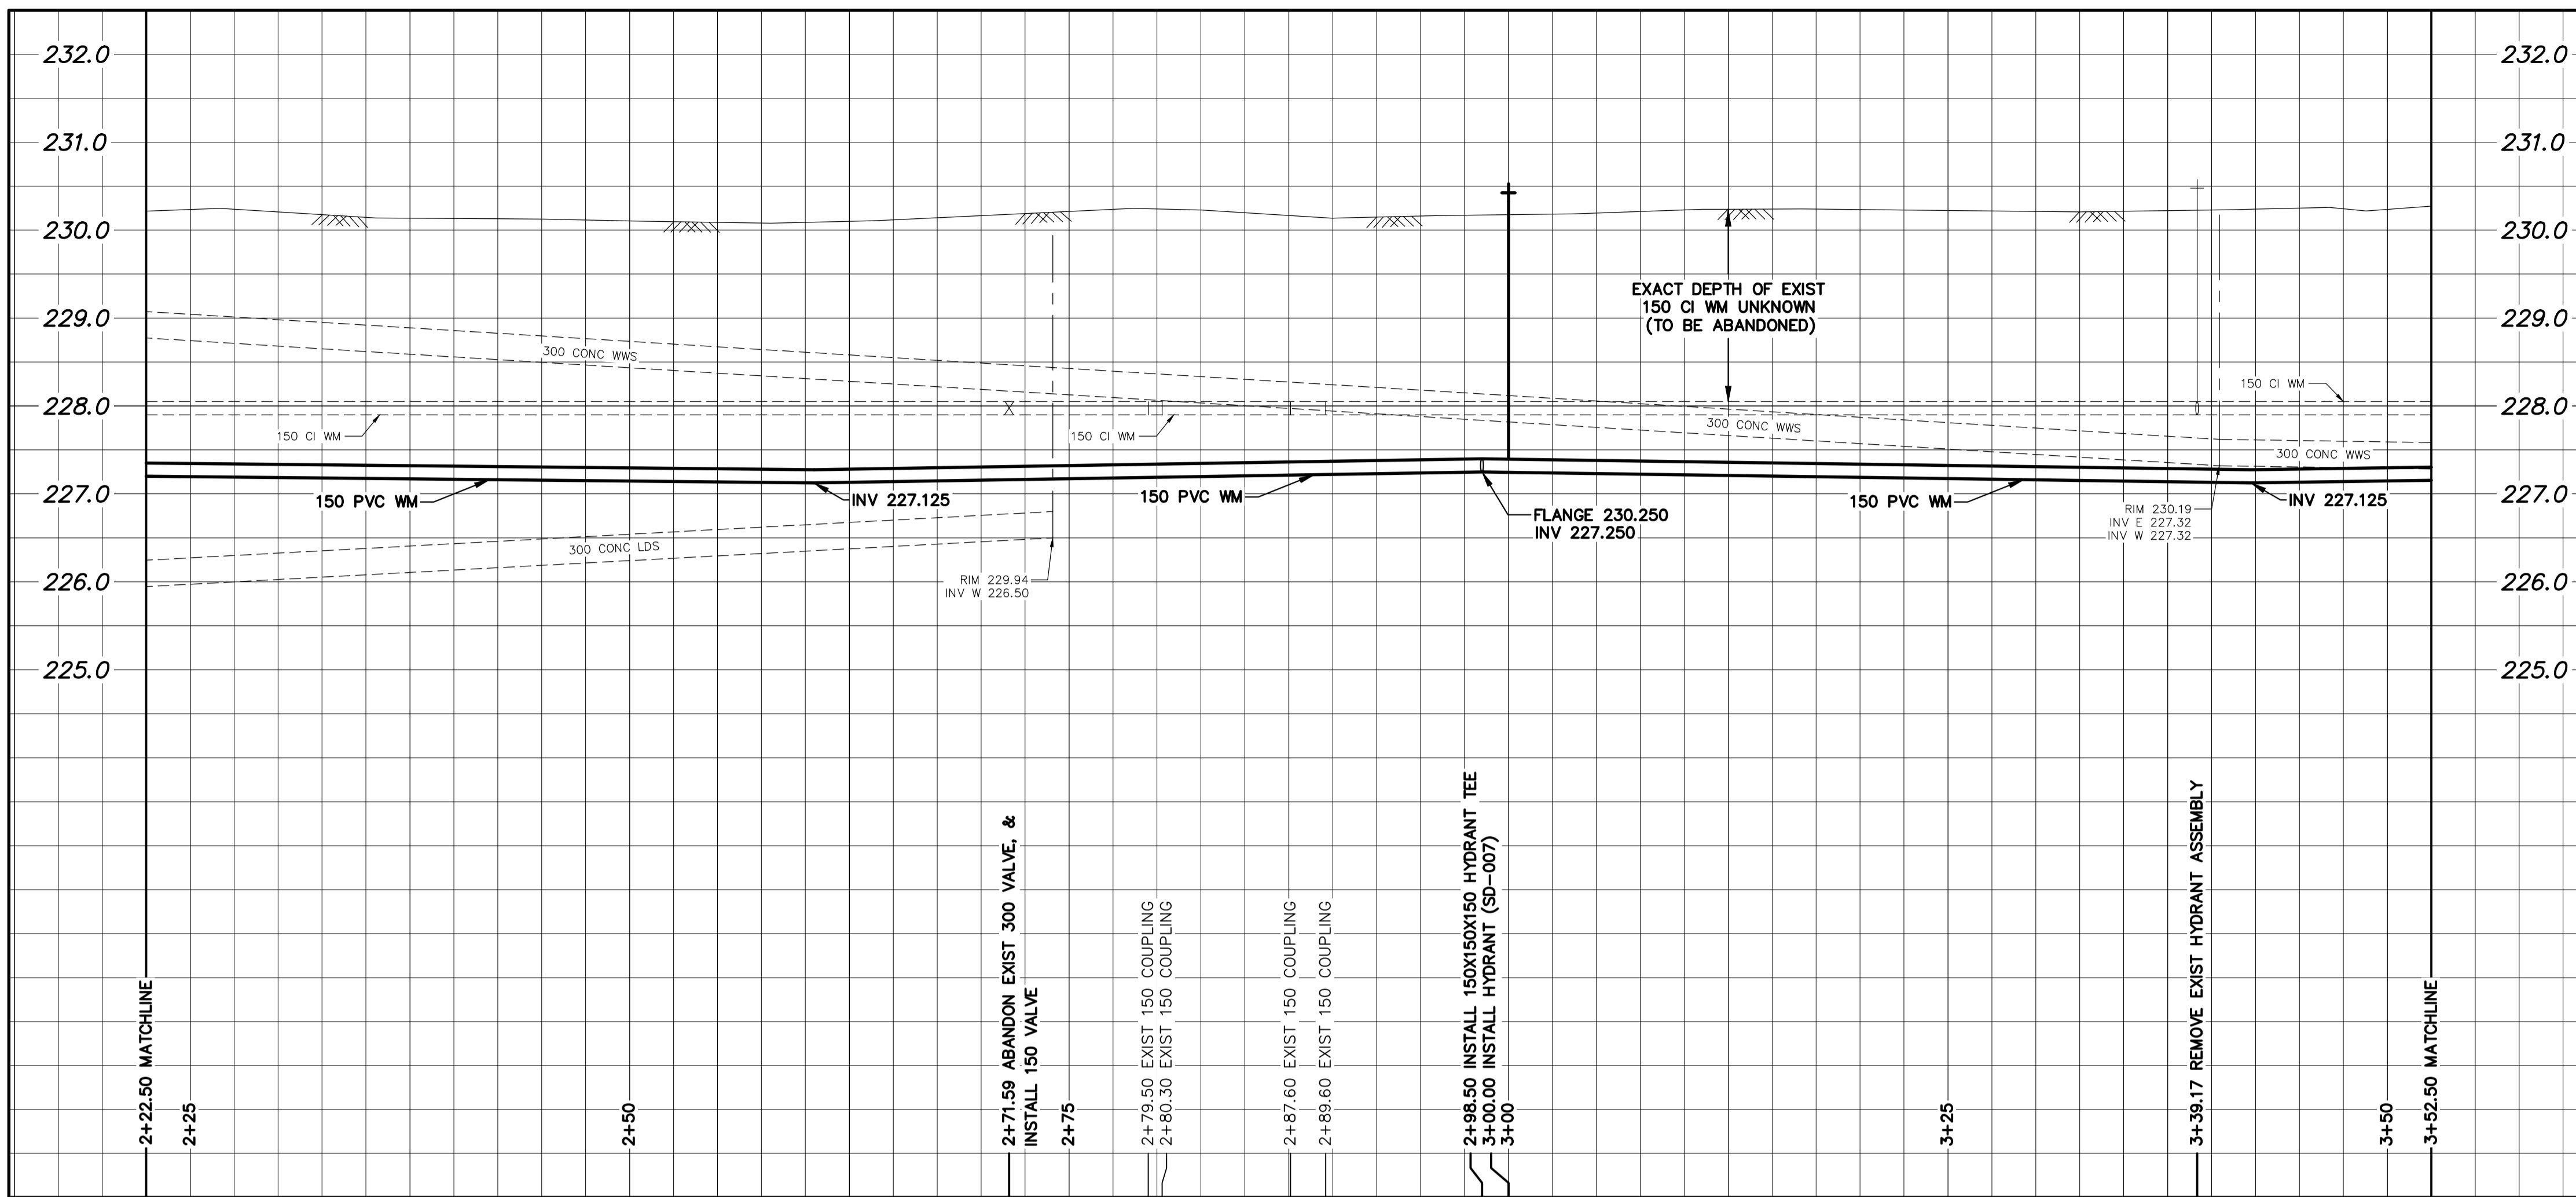 232.0
232.0
231.0
231.0
230.0
230.0
EXACT DEPTH OF EXIST
150 CI WM UNKNOWN
(TO BE ABANDONED)
229.0
229.0
300 CONC WWS
150 CI WM
228.0
228.0
300 CONC WWS
150 CI WM
150 CI WM
300 CONC WWS
227.0
227.0
150 PVC WM
INV 227.125
150 PVC WM
FLANGE 230.250
INV 227.250
150 PVC WM
RIM 230.19
INV E 227.32
INV W 227.32
INV 227.125
300 CONC LDS
226.0
226.0
RIM 229.94
INV W 226.50
225.0
225.0
2+22.50 MATCHLINE
2+25
2+50
2+71.59 ABANDON EXIST 300 VALVE, &
INSTALL 150 VALVE
2+75
2+79.50 EXIST 150 COUPLING
2+80.30 EXIST 150 COUPLING
2+87.60 EXIST 150 COUPLING
2+89.60 EXIST 150 COUPLING
2+98.50 INSTALL 150X150X150 HYDRANT TEE
3+00.00 INSTALL HYDRANT (SD-007)
3+00
3+25
3+39.17 REMOVE EXIST HYDRANT ASSEMBLY
3+50
3+52.50 MATCHLINE